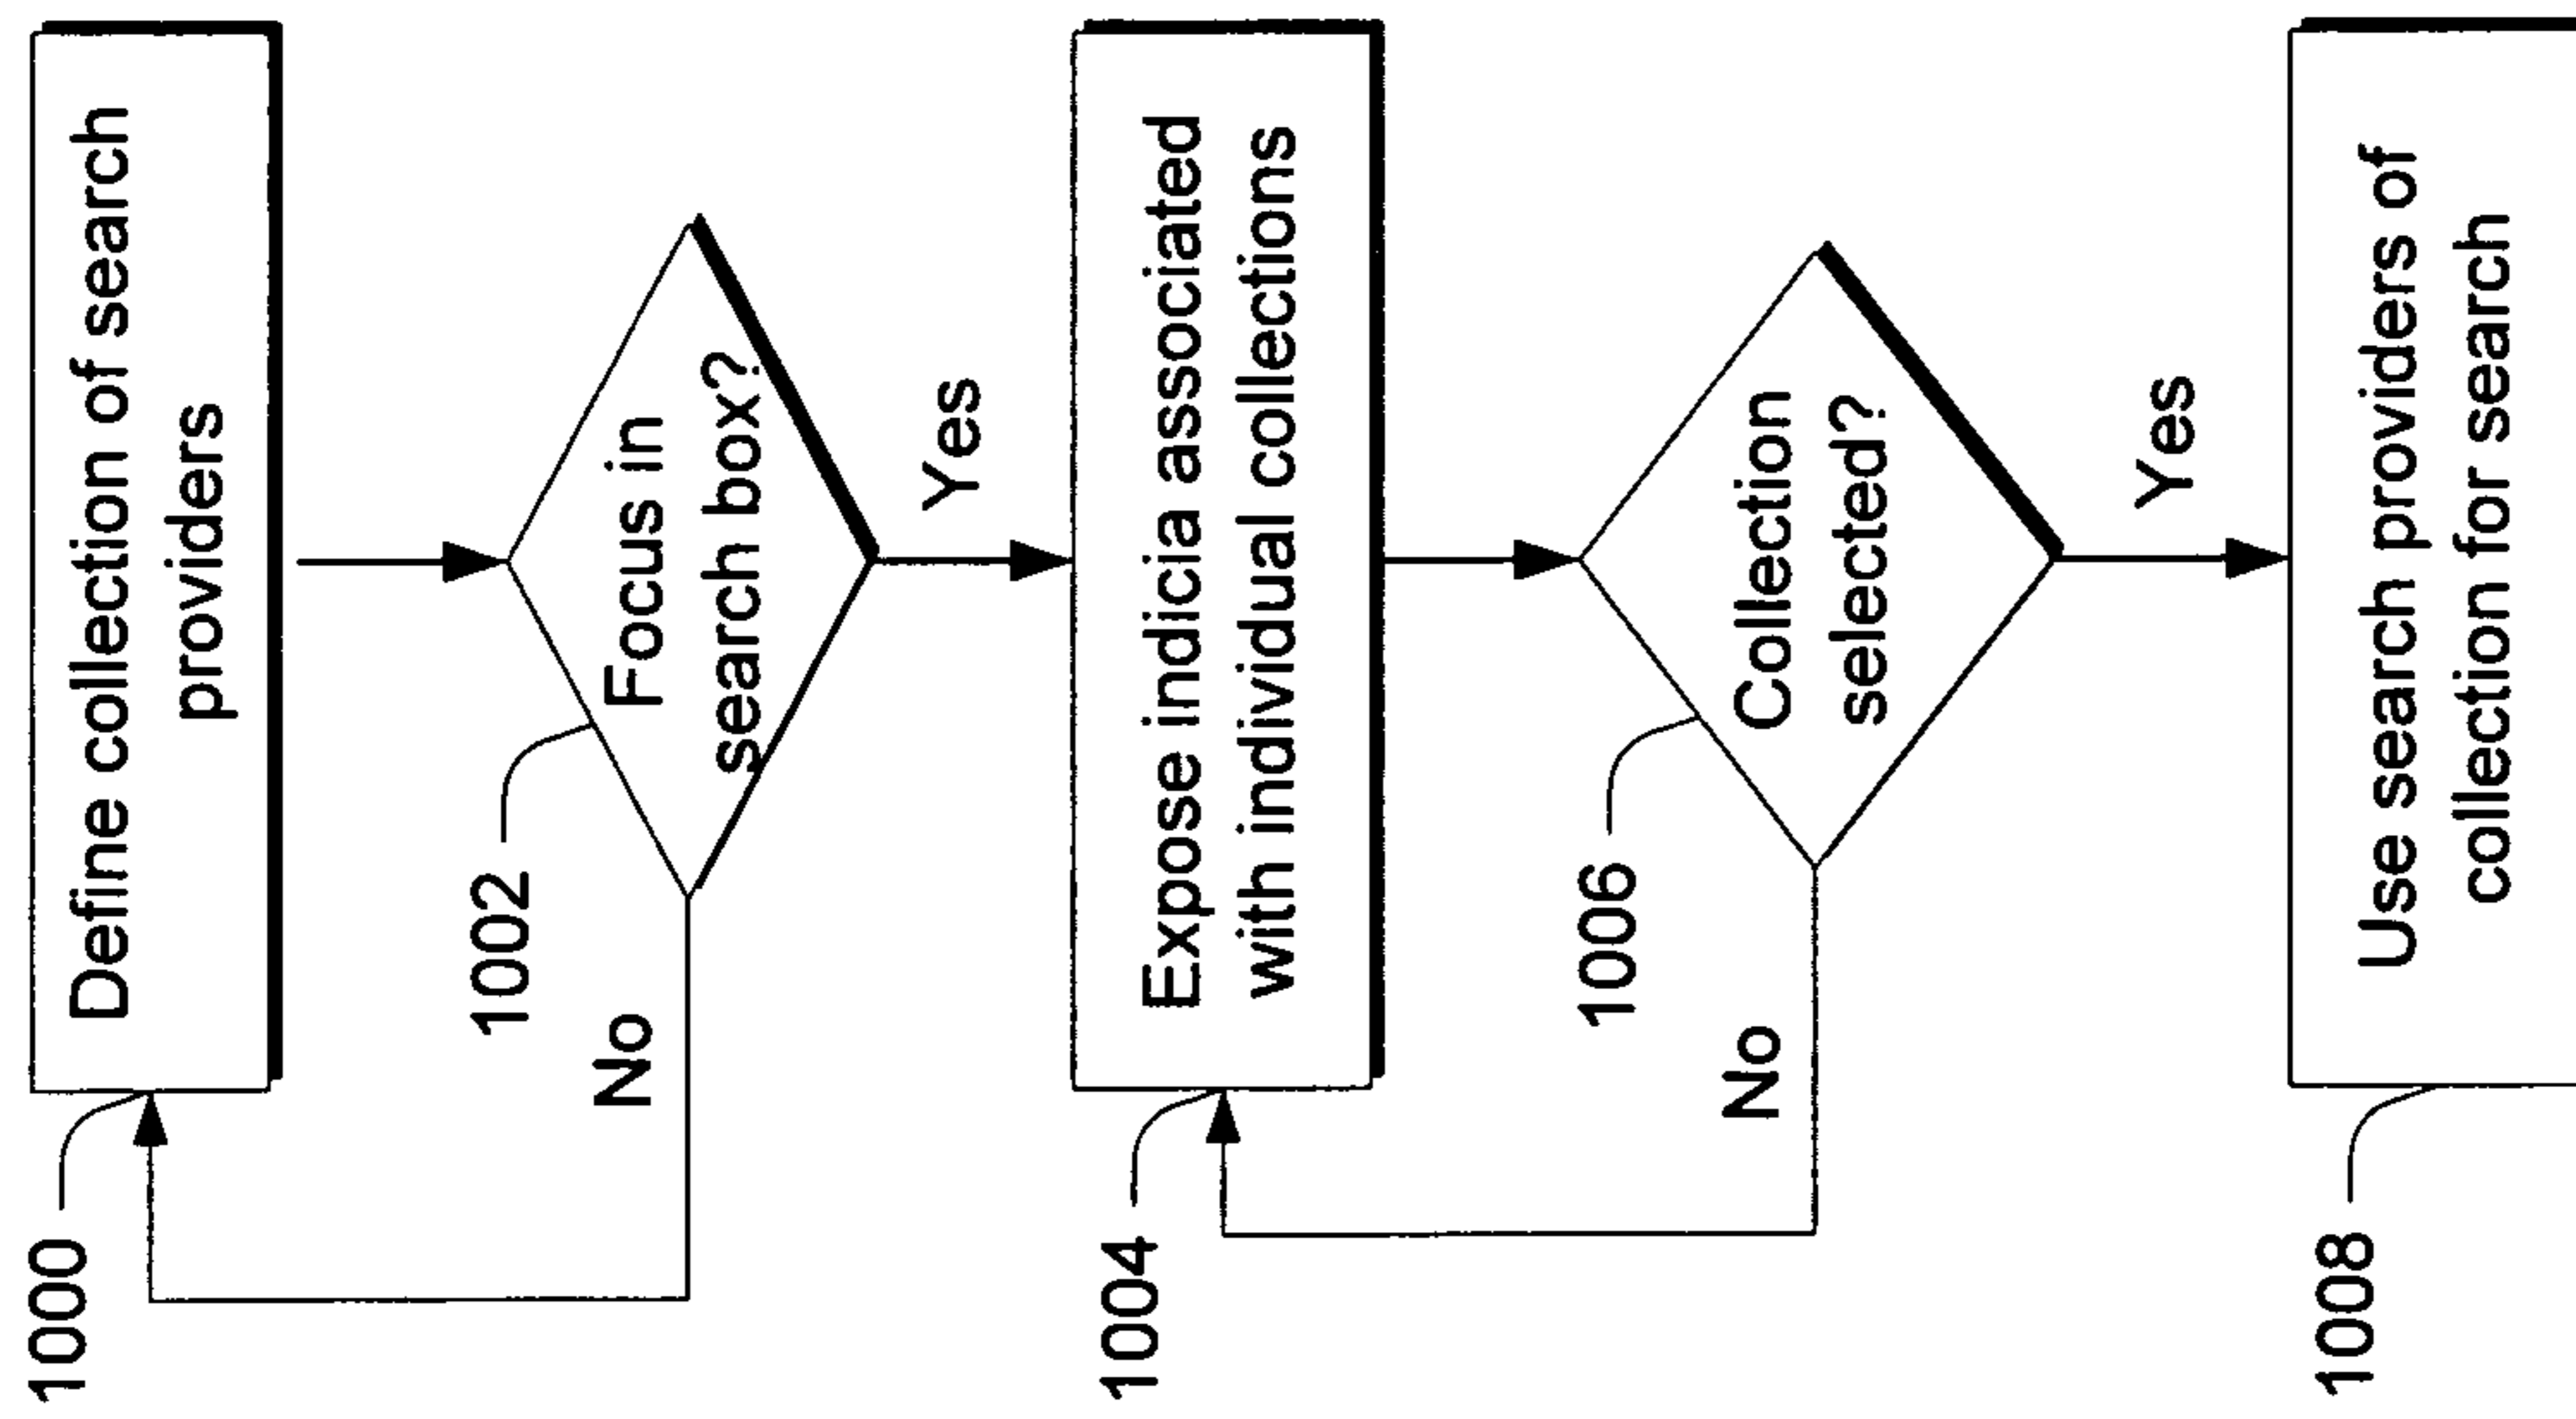 1000
Define collection of search
providers
1002
Focus in
search box?
No
Yes
1004
Expose indicia associated
with individual collections
1006
Collection
selected?
No
Yes
1008
Use search providers of
collection for search